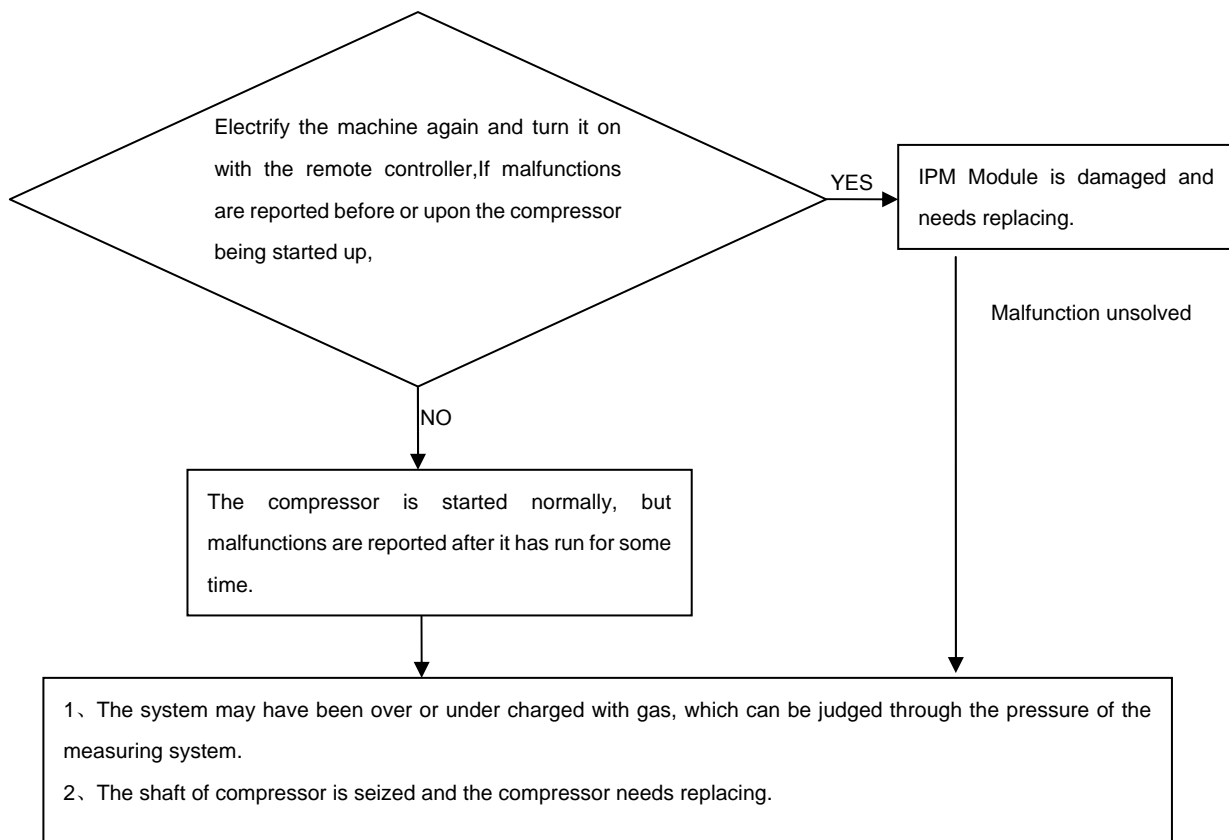 Electrify the machine again and turn it on
with the remote controller,If malfunctions
are reported before or upon the compressor
being started up,
YES
IPM Module is damaged and
needs replacing.
Malfunction unsolved
NO
The compressor is started normally, but
malfunctions are reported after it has run for some
time.
1、The system may have been over or under charged with gas, which can be judged through the pressure of the
measuring system.
2、The shaft of compressor is seized and the compressor needs replacing.